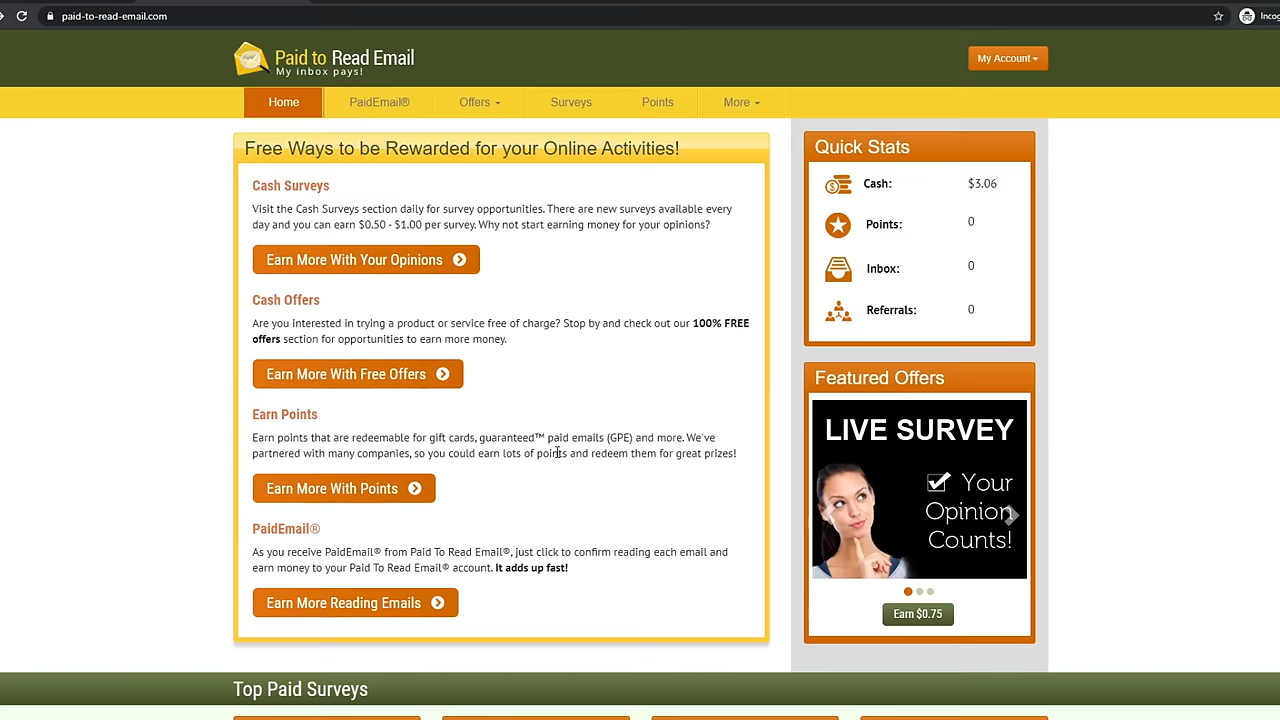 paid-to-read-email.com
Paid to Read Email
My inbox pays!
My Account
Home
PaidEmail®
Offers
Surveys
Points
More
Free Ways to be Rewarded for your Online Activities!
Cash Surveys
Visit the Cash Surveys section daily for survey opportunities. There are new surveys available every
day and you can earn $0.50 - $1.00 per survey. Why not start earning money for your opinions?
Earn More With Your Opinions
Cash Offers
Are you interested in trying a product or service free of charge? Stop by and check out our 100% FREE
offers section for opportunities to earn more money.
Earn More With Free Offers
Earn Points
Earn points that are redeemable for gift cards, guaranteed™ paid emails (GPE) and more. We've
partnered with many companies, so you could earn lots of points and redeem them for great prizes!
Earn More With Points
PaidEmail®
As you receive PaidEmail® from Paid To Read Email®, just click to confirm reading each email and
earn money to your Paid To Read Email® account. It adds up fast!
Earn More Reading Emails
Quick Stats
Cash: $3.06
Points: 0
Inbox: 0
Referrals: 0
Featured Offers
LIVE SURVEY
Your
Opinion
Counts!
Earn $0.75
Top Paid Surveys